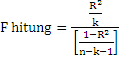 F hitung = (R²/k) / [(1−R²)/(n−k−1)]